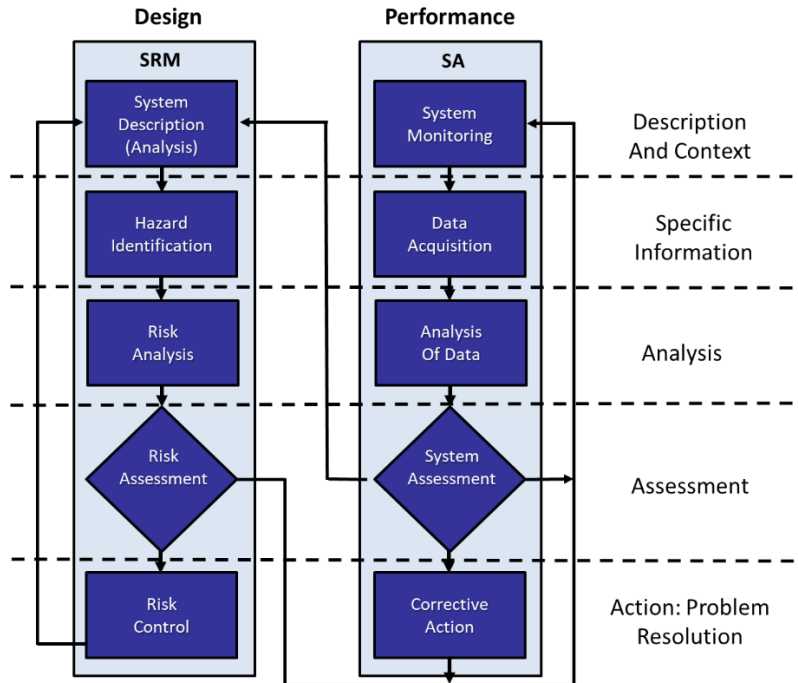 Design
Performance
SRM
SA
System
Description
(Analysis)
System
Monitoring
Description
And Context
Hazard
Identification
Data
Acquisition
Specific
Information
Risk
Analysis
Analysis
Of Data
Analysis
Risk
Assessment
System
Assessment
Assessment
Risk
Control
Corrective
Action
Action: Problem
Resolution